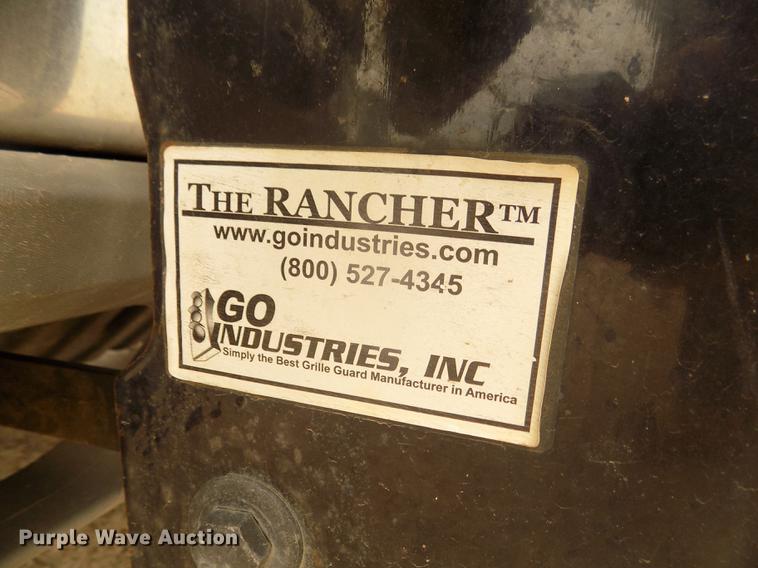 THE RANCHER™
www.goindustries.com
(800) 527-4345
GO
INDUSTRIES, INC
Simply the Best Grille Guard Manufacturer in America
Purple Wave Auction